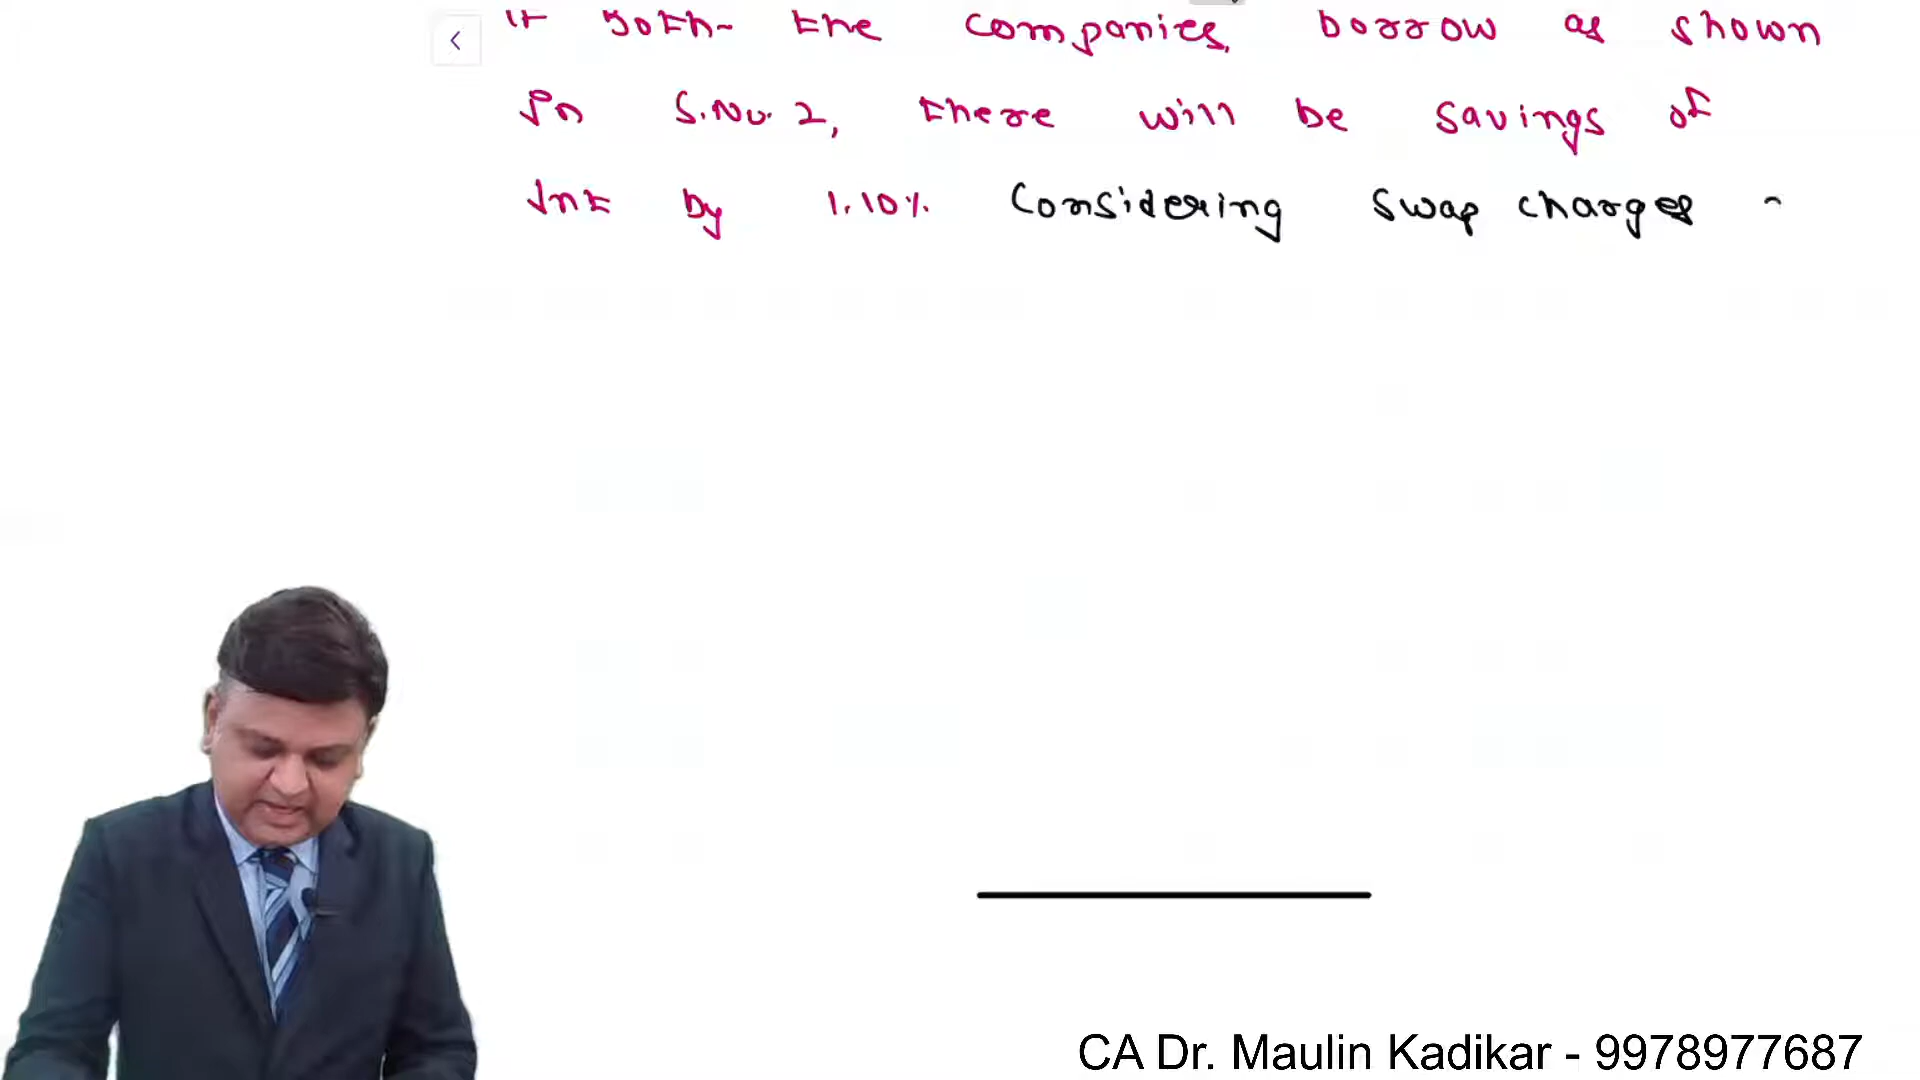 If both the companies borrow as shown
In S.No. 2, there will be savings of
Int by 1.10% Considering swap charges
CA Dr. Maulin Kadikar - 9978977687